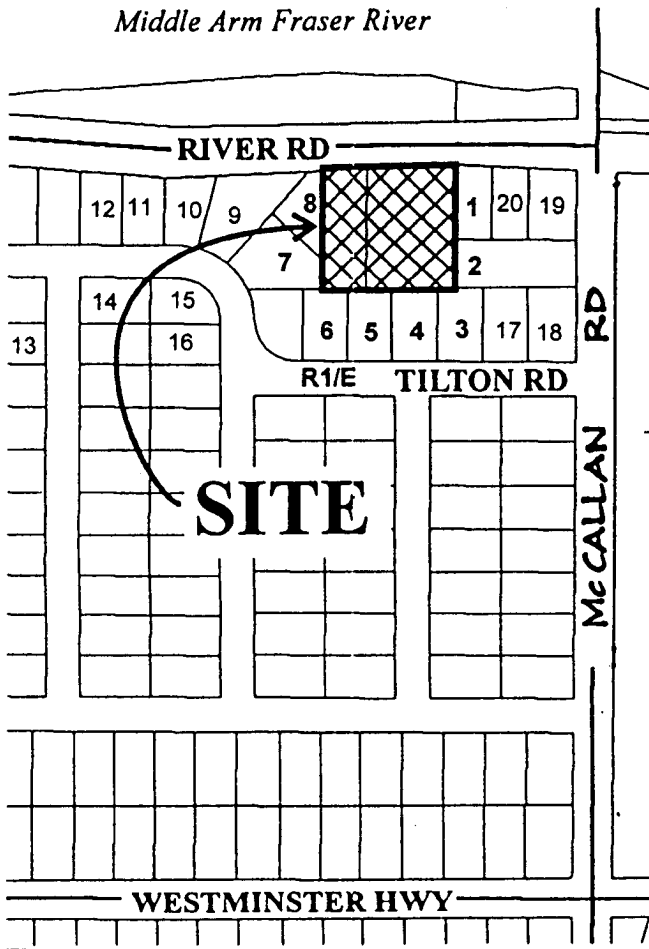 Middle Arm Fraser River
RIVER RD
12 11 10 9 8 1 20 19
7 2
14 15
13 16 6 5 4 3 17 18
R1/E TILTON RD
SITE
McCALLAN RD
WESTMINSTER HWY